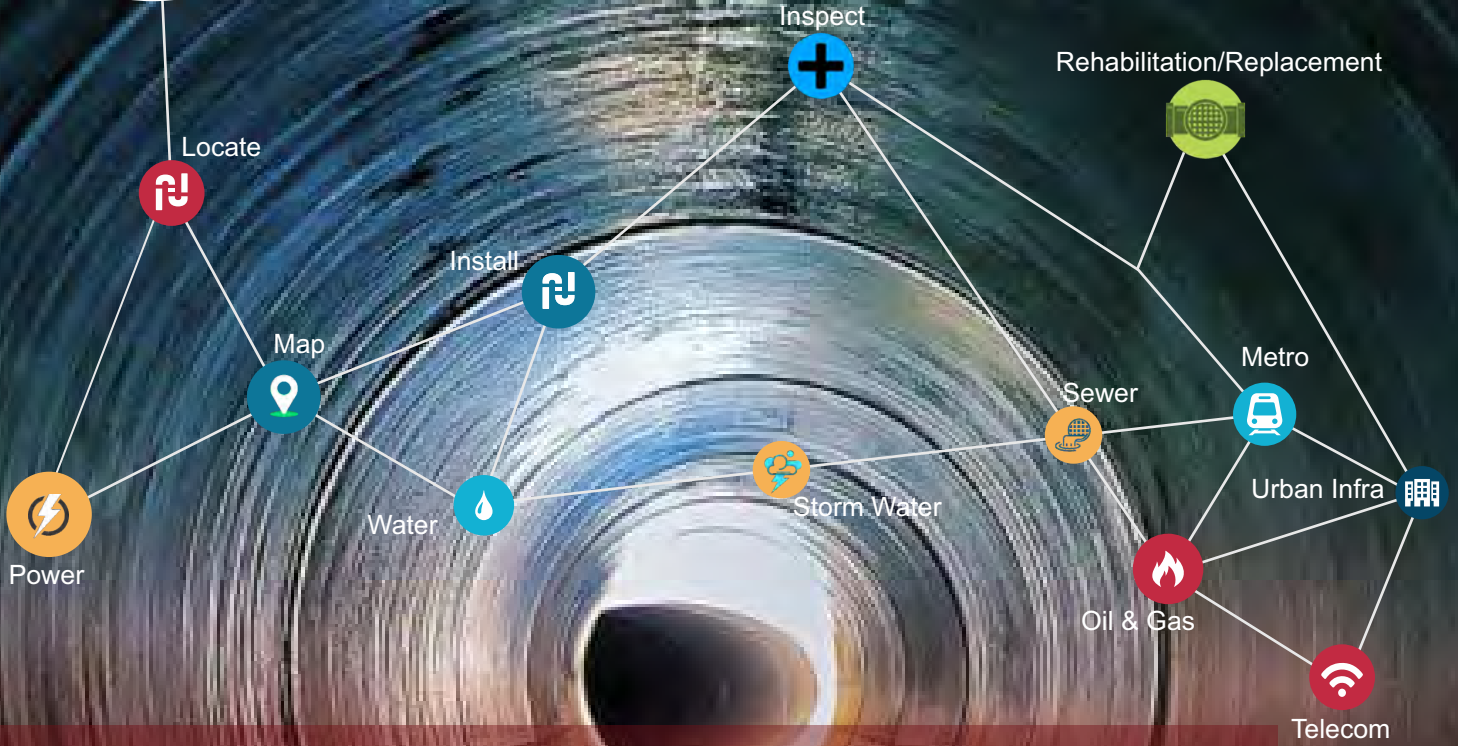 Inspect
Rehabilitation/Replacement
Locate
Install
Map
Metro
Sewer
Urban Infra
Storm Water
Water
Power
Oil & Gas
Telecom